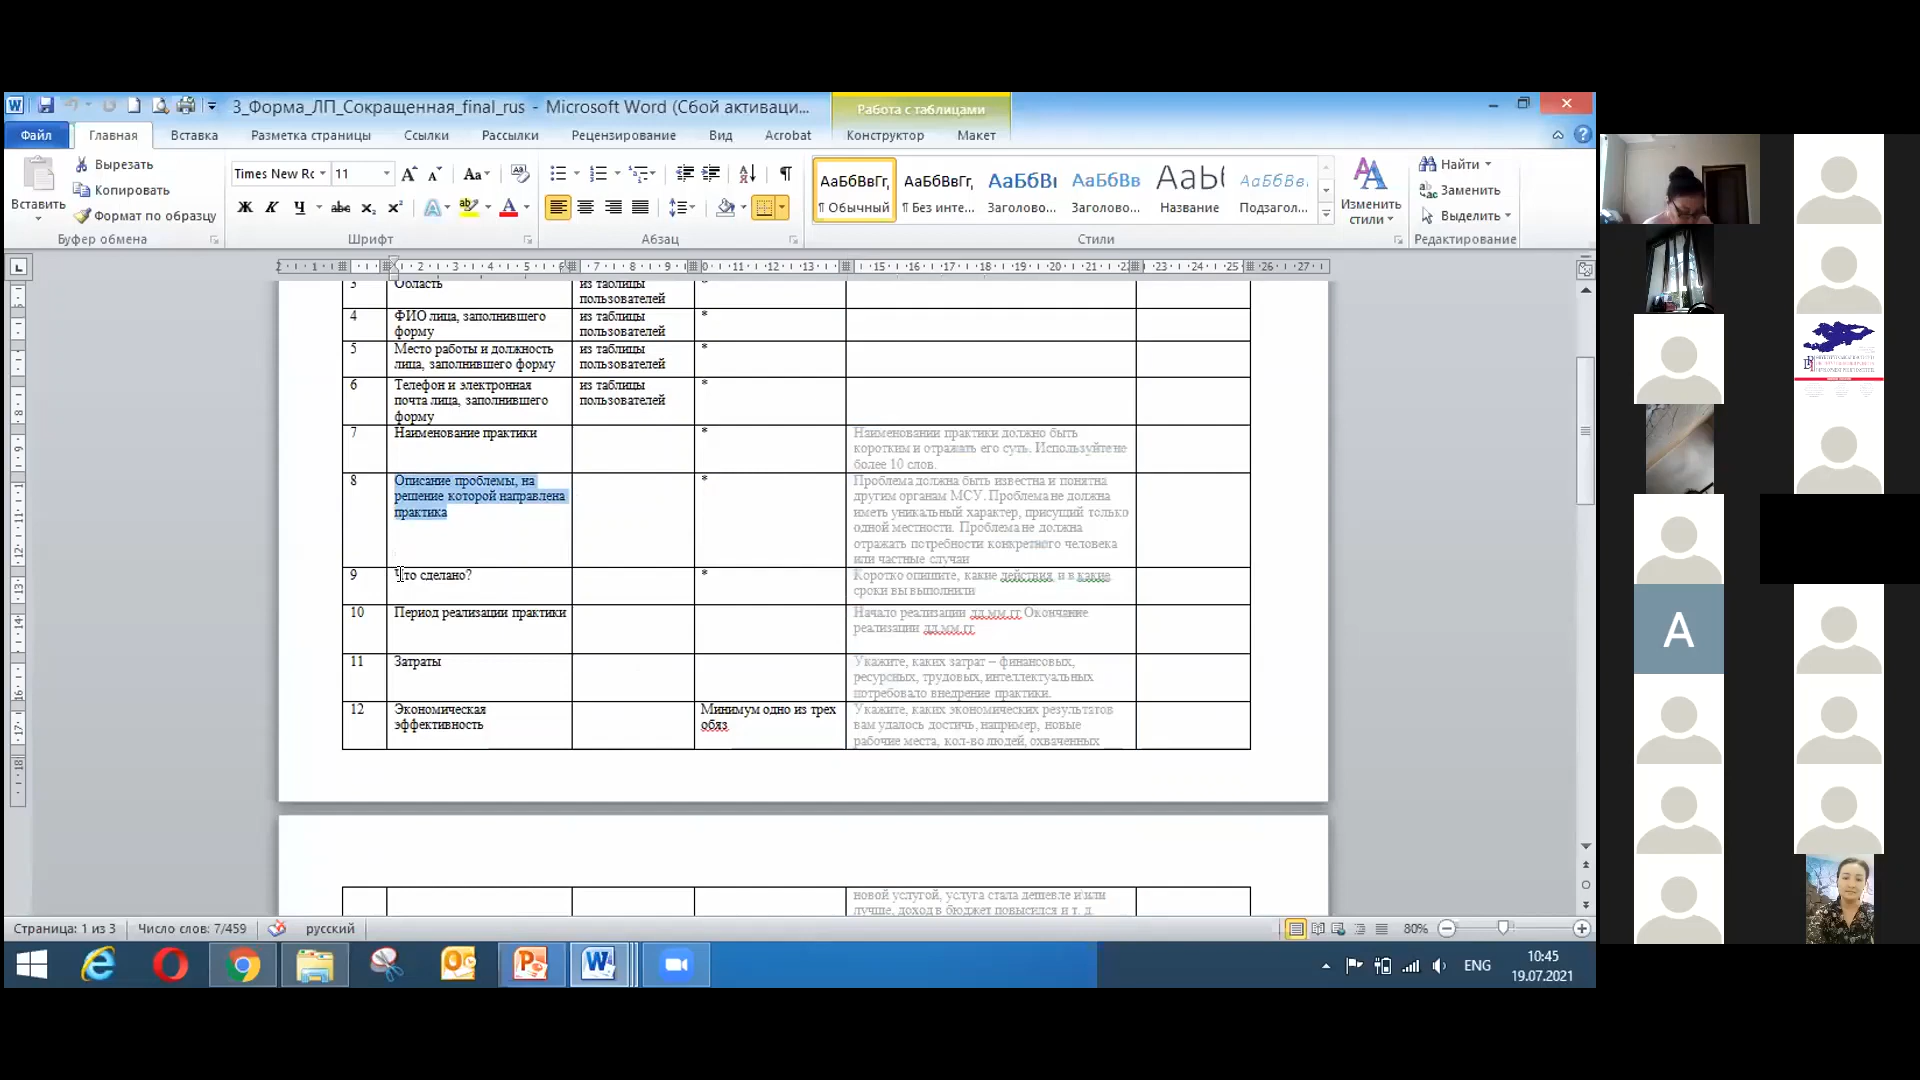 3_Форма_ЛП_Сокращенная_final_rus - Microsoft Word (Сбой активаци...
Работа с таблицами
Файл Главная Вставка Разметка страницы Ссылки Рассылки Рецензирование Вид Acrobat Конструктор Макет
Вставить
Вырезать
Копировать
Формат по образцу
Буфер обмена
Times New Rc 11
Шрифт
Абзац
АаБбВвГг, АаБбВвГг, АаБбВі АаБбВв АаЫ АаБбВв.
¶ Обычный ¶ Без инте... Заголово... Заголово... Название Подзагол...
Стили
Изменить стили
Найти
Заменить
Выделить
Редактирование
3 Область из таблицы пользователей *
4 ФИО лица, заполнившего форму из таблицы пользователей *
5 Место работы и должность лица, заполнившего форму из таблицы пользователей *
6 Телефон и электронная почта лица, заполнившего форму из таблицы пользователей *
7 Наименование практики * Наименовании практики должно быть коротким и отражать его суть. Используйте не более 10 слов.
8 Описание проблемы, на решение которой направлена практика * Проблема должна быть известна и понятна другим органам МСУ. Проблема не должна иметь уникальный характер, присущий только одной местности. Проблема не должна отражать потребности конкретного человека или частные случаи
9 Что сделано? * Коротко опишите, какие действия и в какие сроки вы выполнили
10 Период реализации практики Начало реализации дд.мм.гг Окончание реализации дд.мм.гг
11 Затраты Укажите, каких затрат – финансовых, ресурсных, трудовых, интеллектуальных потребовало внедрение практики.
12 Экономическая эффективность Минимум одно из трех обяз Укажите, каких экономических результатов вам удалось достичь, например, новые рабочие места, кол-во людей, охваченных
новой услугой, услуга стала дешевле и\или лучше, доход в бюджет повысился и т. д.
Страница: 1 из 3 Число слов: 7/459 русский 80%
ENG 10:45
19.07.2021
A